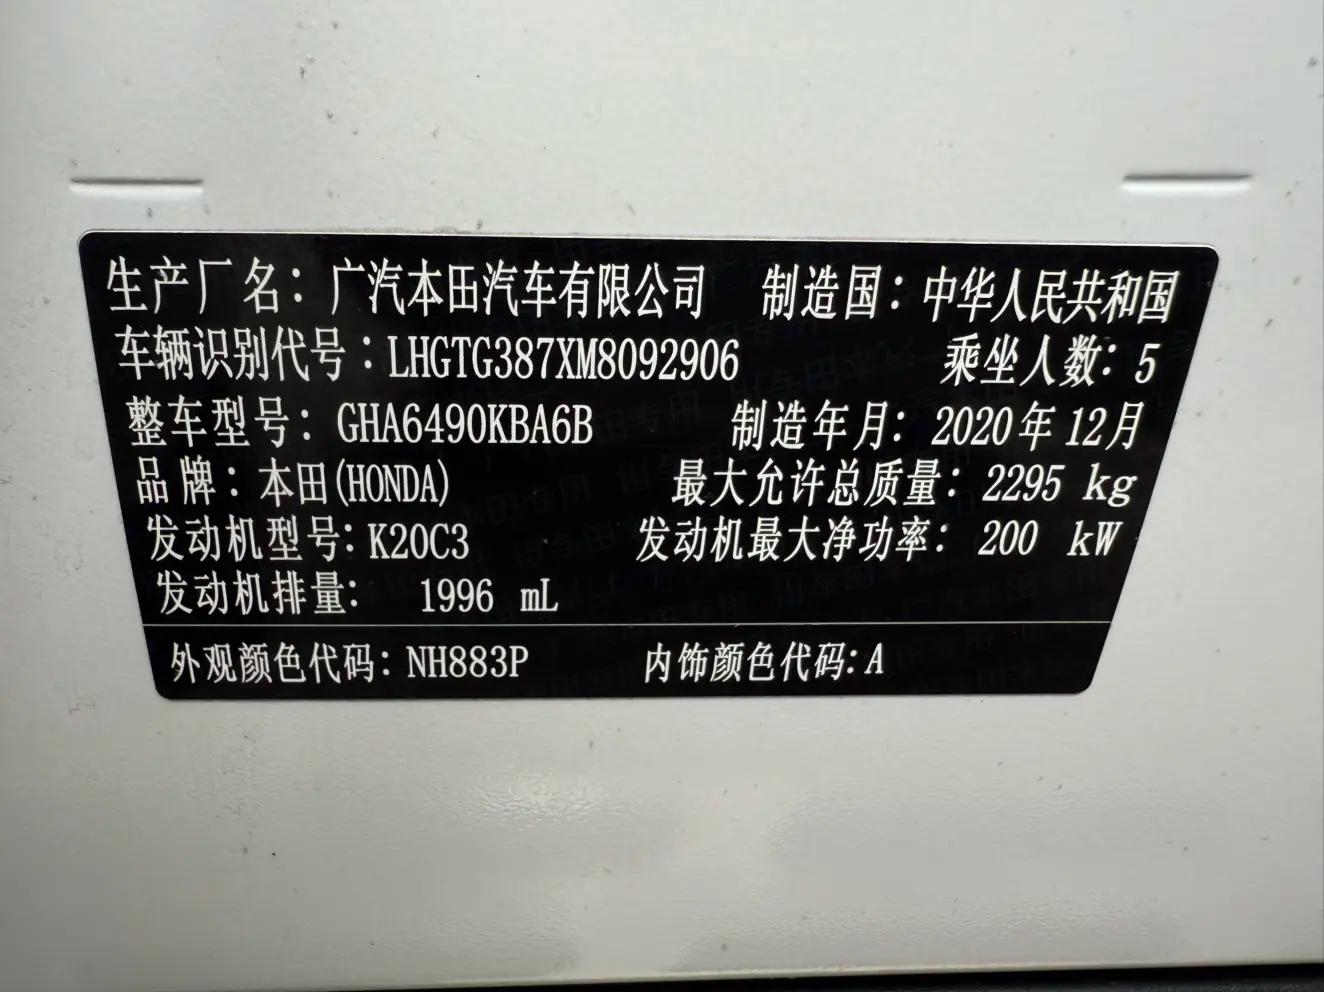 生产厂名：广汽本田汽车有限公司 制造国：中华人民共和国
车辆识别代号：LHGTG387XM8092906 乘坐人数：5
整车型号：GHA6490KBA6B 制造年月：2020年12月
品牌：本田(HONDA) 最大允许总质量：2295 kg
发动机型号：K20C3 发动机最大净功率：200 kW
发动机排量： 1996 mL
外观颜色代码：NH883P 内饰颜色代码：A